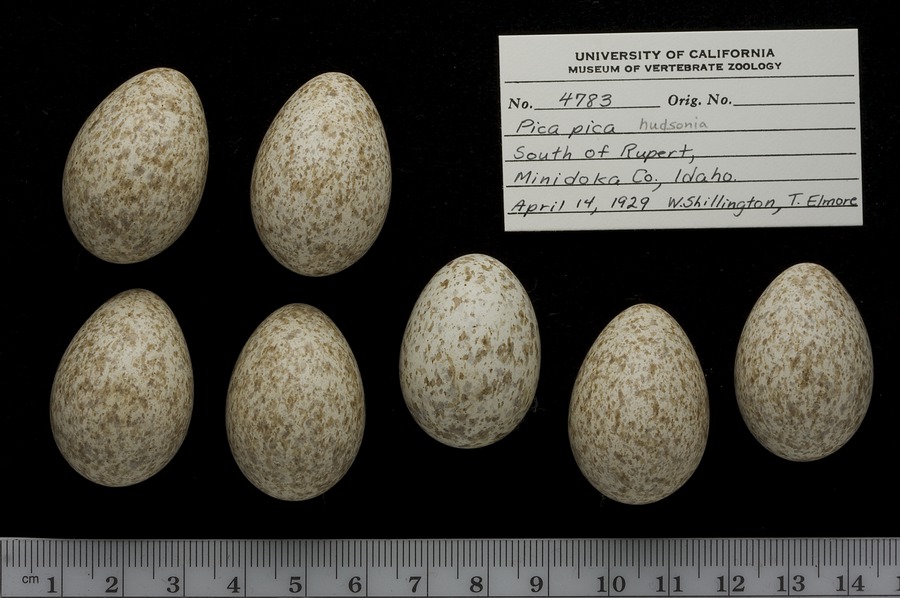 UNIVERSITY OF CALIFORNIA
MUSEUM OF VERTEBRATE ZOOLOGY
No. 4783 Orig. No.
Pica pica hudsonia
South of Rupert,
Minidoka Co., Idaho.
April 14, 1929 W.Shillington, T. Elmore
cm 1 2 3 4 5 6 7 8 9 10 11 12 13 14 1